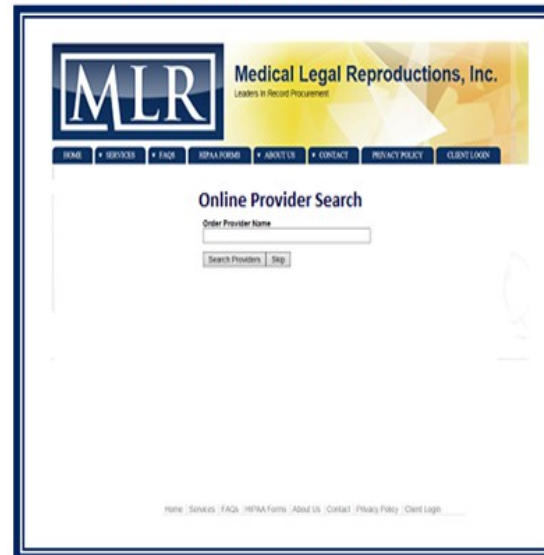 MLR
Medical Legal Reproductions, Inc.
Leaders In Record Procurement
HOME ▾ SERVICES ▾ FAQS HIPAA FORMS ▾ ABOUT US ▾ CONTACT PRIVACY POLICY CLIENT LOGIN
Online Provider Search
Order Provider Name
Search Providers Skip
Home Services FAQs HIPAA Forms About Us Contact Privacy Policy Client Login